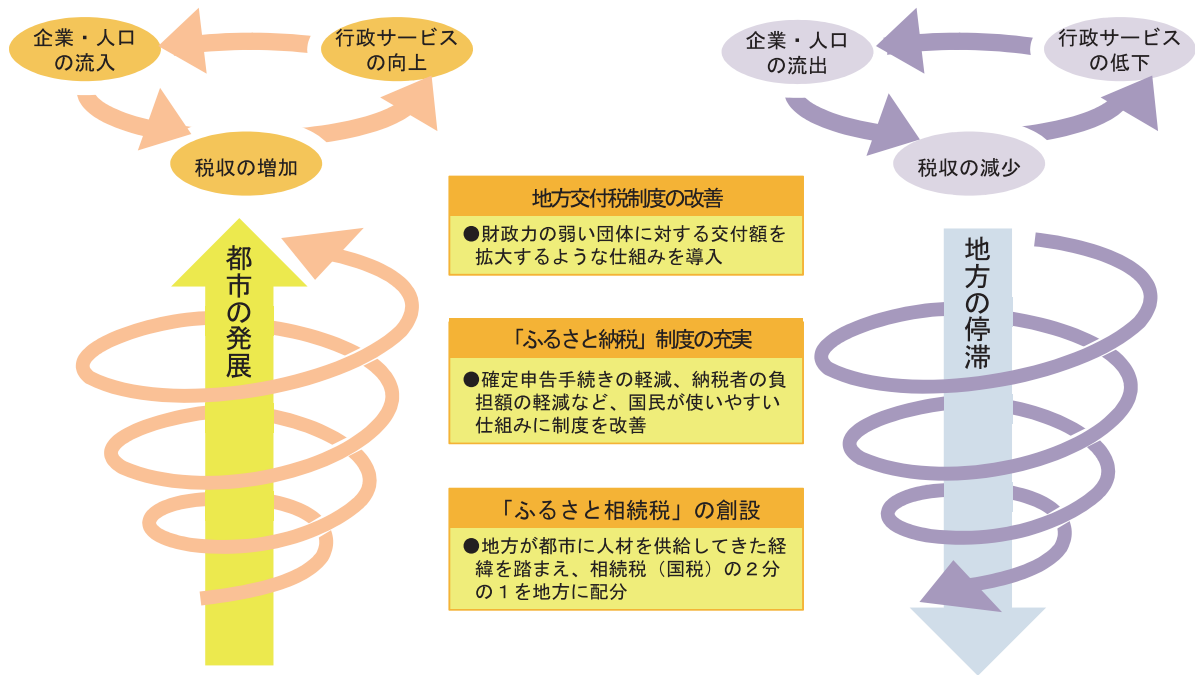 企業・人口
の流入
行政サービス
の向上
税収の増加
都市の発展
地方交付税制度の改善
●財政力の弱い団体に対する交付額を
拡大するような仕組みを導入
「ふるさと納税」制度の充実
●確定申告手続きの軽減、納税者の負
担額の軽減など、国民が使いやすい
仕組みに制度を改善
「ふるさと相続税」の創設
●地方が都市に人材を供給してきた経
緯を踏まえ、相続税（国税）の２分
の１を地方に配分
企業・人口
の流出
行政サービス
の低下
税収の減少
地方の停滞